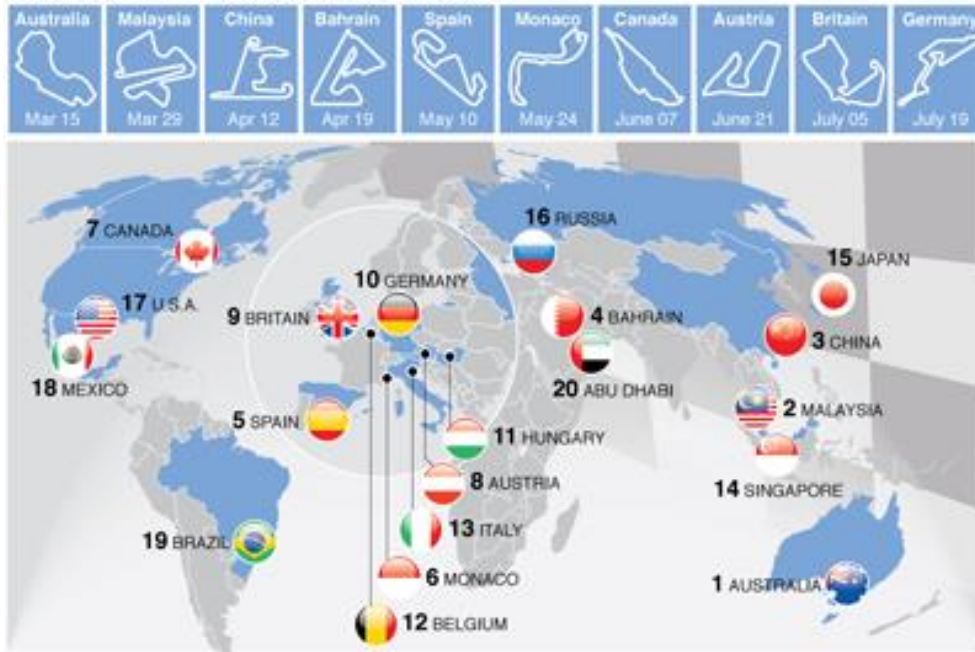 Australia
Mar 15
Malaysia
Mar 29
China
Apr 12
Bahrain
Apr 19
Spain
May 10
Monaco
May 24
Canada
June 07
Austria
June 21
Britain
July 05
Germany
July 19
7 CANADA
16 RUSSIA
10 GERMANY
15 JAPAN
17 U.S.A.
9 BRITAIN
4 BAHRAIN
3 CHINA
18 MEXICO
20 ABU DHABI
5 SPAIN
2 MALAYSIA
11 HUNGARY
8 AUSTRIA
14 SINGAPORE
13 ITALY
19 BRAZIL
6 MONACO
1 AUSTRALIA
12 BELGIUM